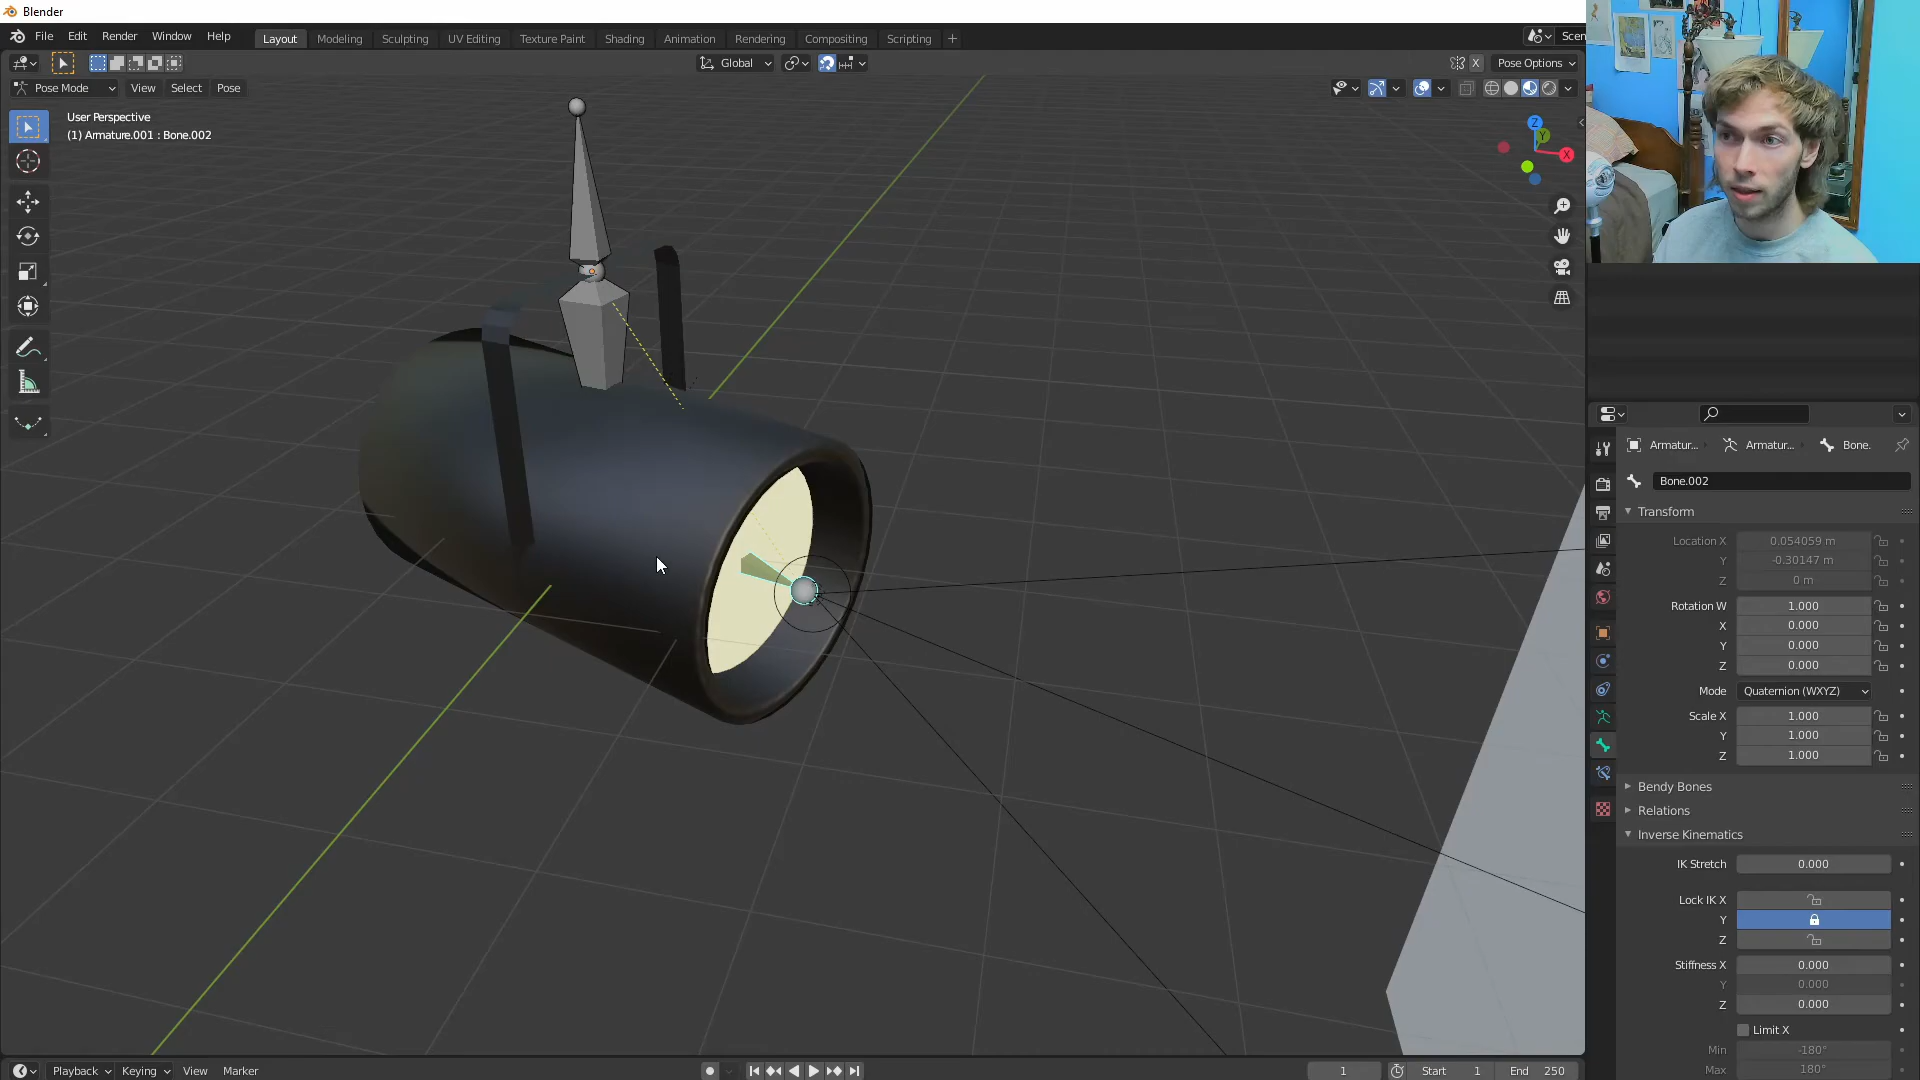 Blender
File Edit Render Window Help
Layout Modeling Sculpting UV Editing Texture Paint Shading Animation Rendering Compositing Scripting +
Scen
Global
X Pose Options
Pose Mode View Select Pose
User Perspective
(1) Armature.001 : Bone.002
Z
Y
X
Armatur... Armatur... Bone.
Bone.002
Transform
Location X 0.054059 m
Y -0.30147 m
Z 0 m
Rotation W 1.000
X 0.000
Y 0.000
Z 0.000
Mode Quaternion (WXYZ)
Scale X 1.000
Y 1.000
Z 1.000
Bendy Bones
Relations
Inverse Kinematics
IK Stretch 0.000
Lock IK X
Y
Z
Stiffness X 0.000
Y 0.000
Z 0.000
Limit X
Min -180°
Max 180°
Playback Keying View Marker
1 Start 1 End 250